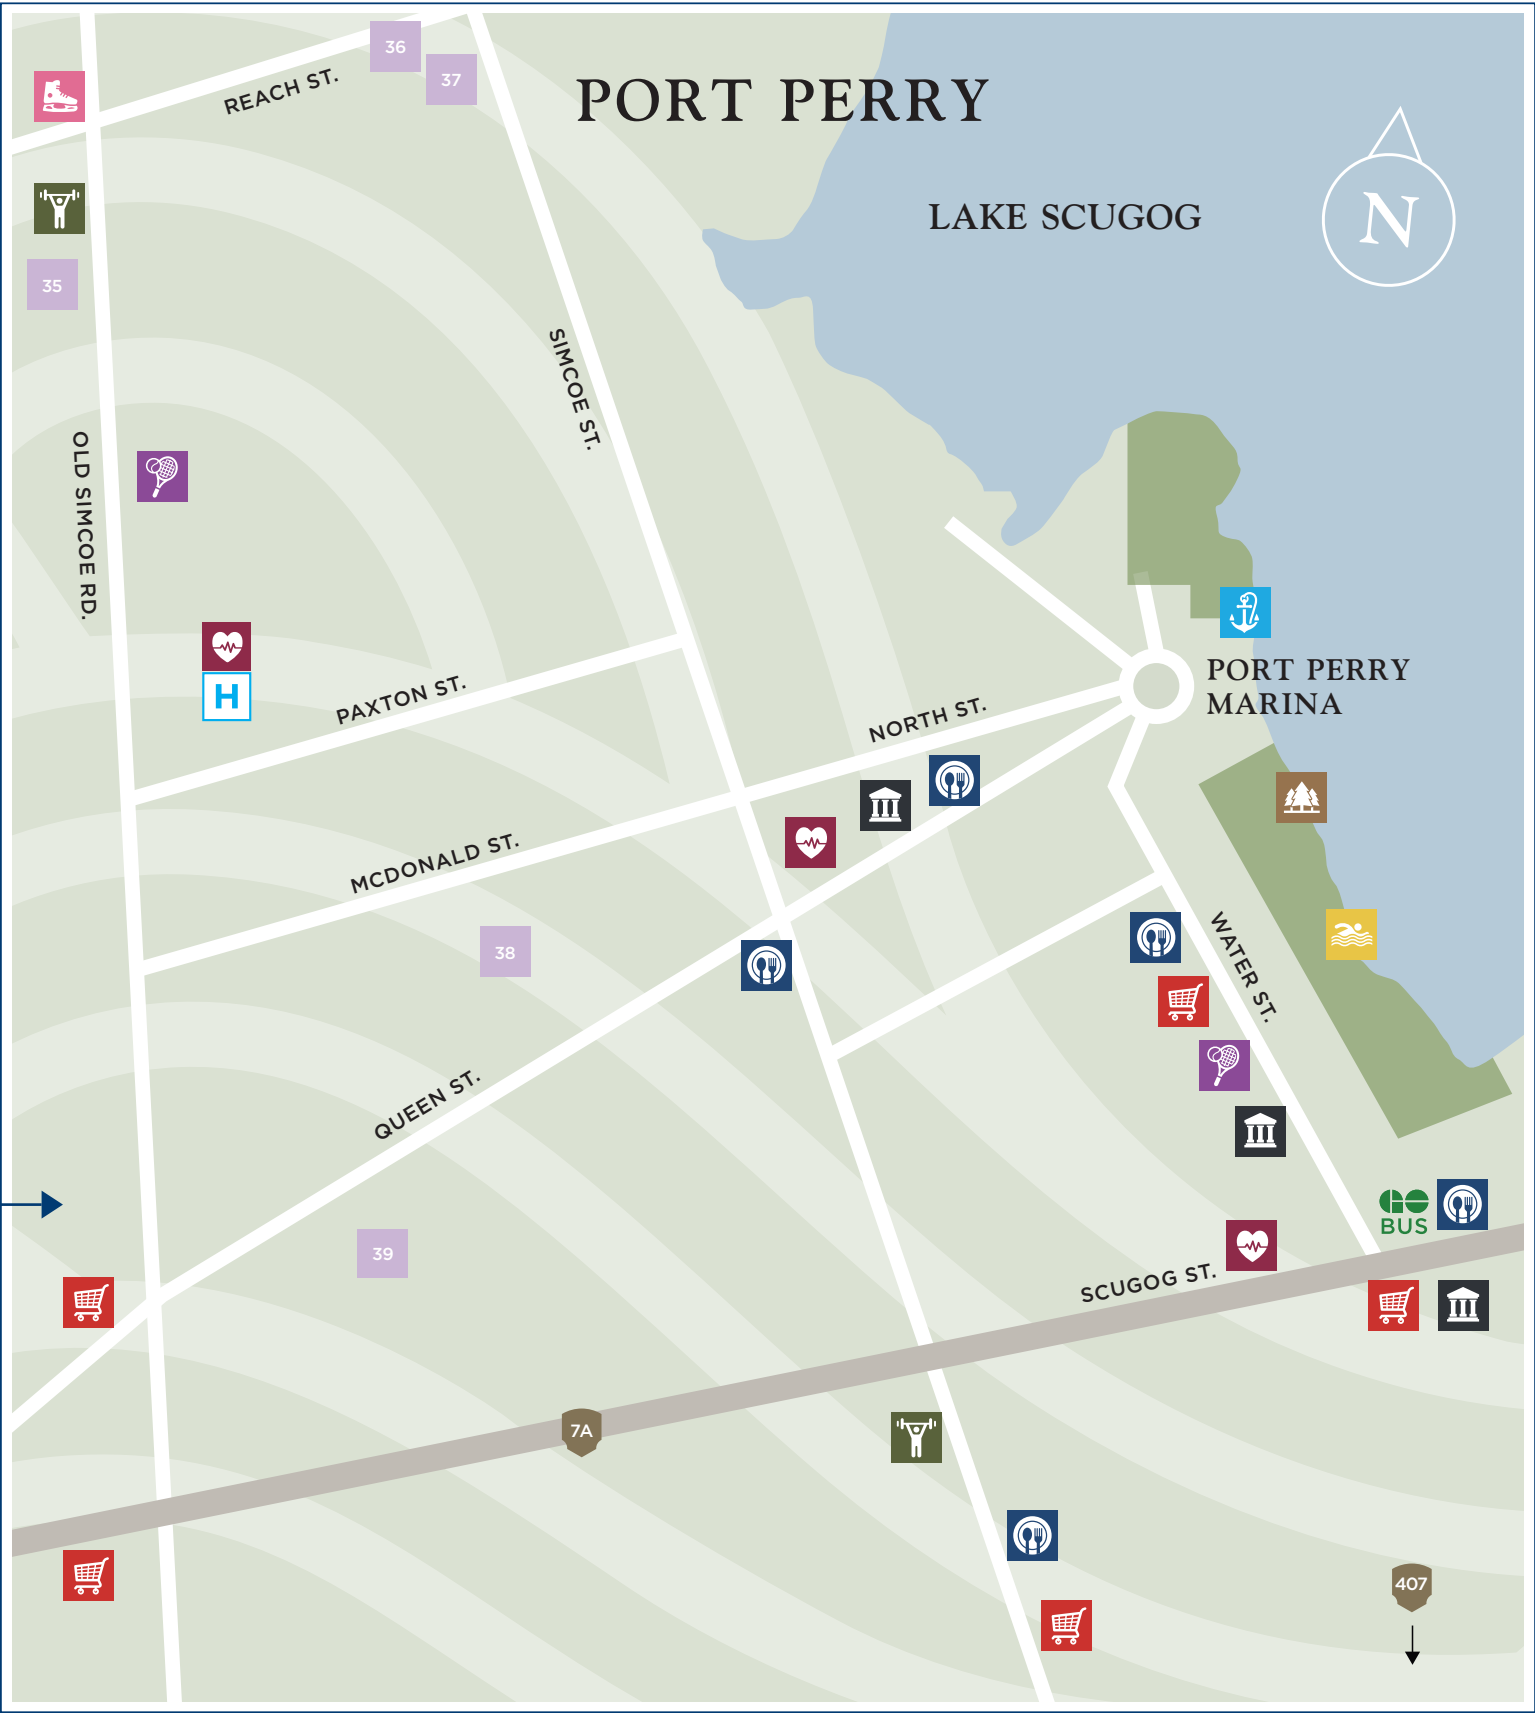 36
37
REACH ST.
PORT PERRY
LAKE SCUGOG
N
35
SIMCOE ST.
OLD SIMCOE RD.
H
PAXTON ST.
PORT PERRY
MARINA
NORTH ST.
MCDONALD ST.
38
WATER ST.
QUEEN ST.
GO
BUS
39
SCUGOG ST.
7A
407